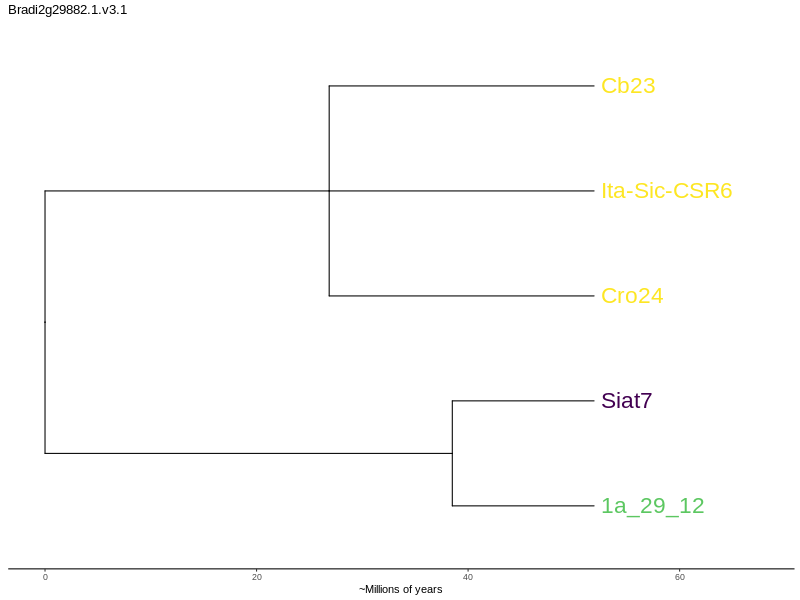 Bradi2g29882.1.v3.1
Cb23
Ita-Sic-CSR6
Cro24
Siat7
1a_29_12
0 20 40 60
~Millions of years